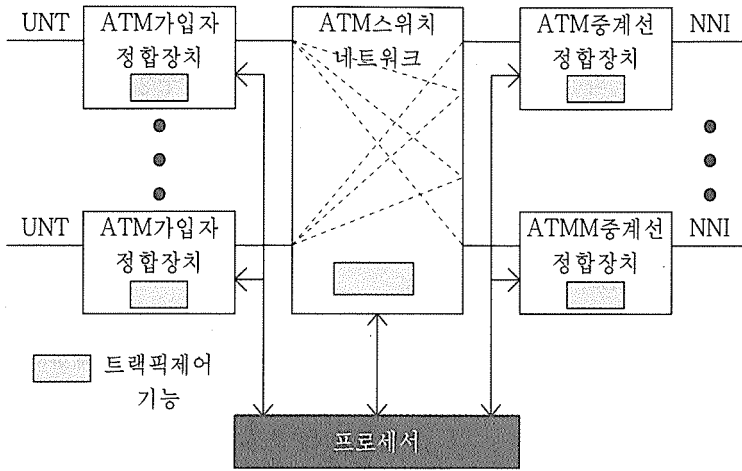 UNT
ATM가입자
정합장치
ATM스위치
네트워크
ATM중계선
정합장치
NNI
UNT
ATM가입자
정합장치
ATMM중계선
정합장치
NNI
트랙픽제어
기능
프로세서